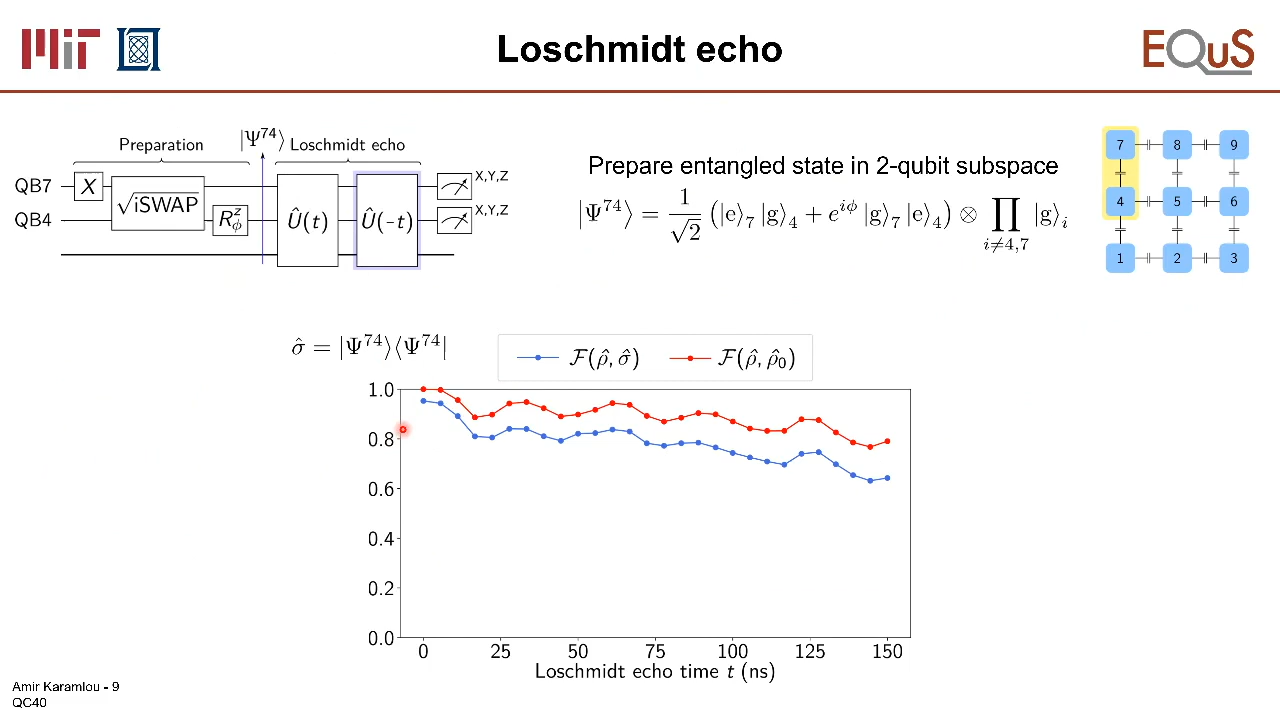 MIT
Loschmidt echo
EQuS
Preparation
|Ψ⁷⁴⟩
Loschmidt echo
QB7
X
√iSWAP
Û(t)
Û(-t)
X,Y,Z
QB4
R^z_ϕ
X,Y,Z
Prepare entangled state in 2-qubit subspace
|Ψ⁷⁴⟩ = 1/√2 (|e⟩₇ |g⟩₄ + e^{iϕ} |g⟩₇ |e⟩₄) ⊗ ∏_{i≠4,7} |g⟩ᵢ
7 8 9
4 5 6
1 2 3
σ̂ = |Ψ⁷⁴⟩⟨Ψ⁷⁴|
F(ρ̂, σ̂) F(ρ̂, ρ̂₀)
1.0
0.8
0.6
0.4
0.2
0.0
0 25 50 75 100 125 150
Loschmidt echo time t (ns)
Amir Karamlou - 9
QC40